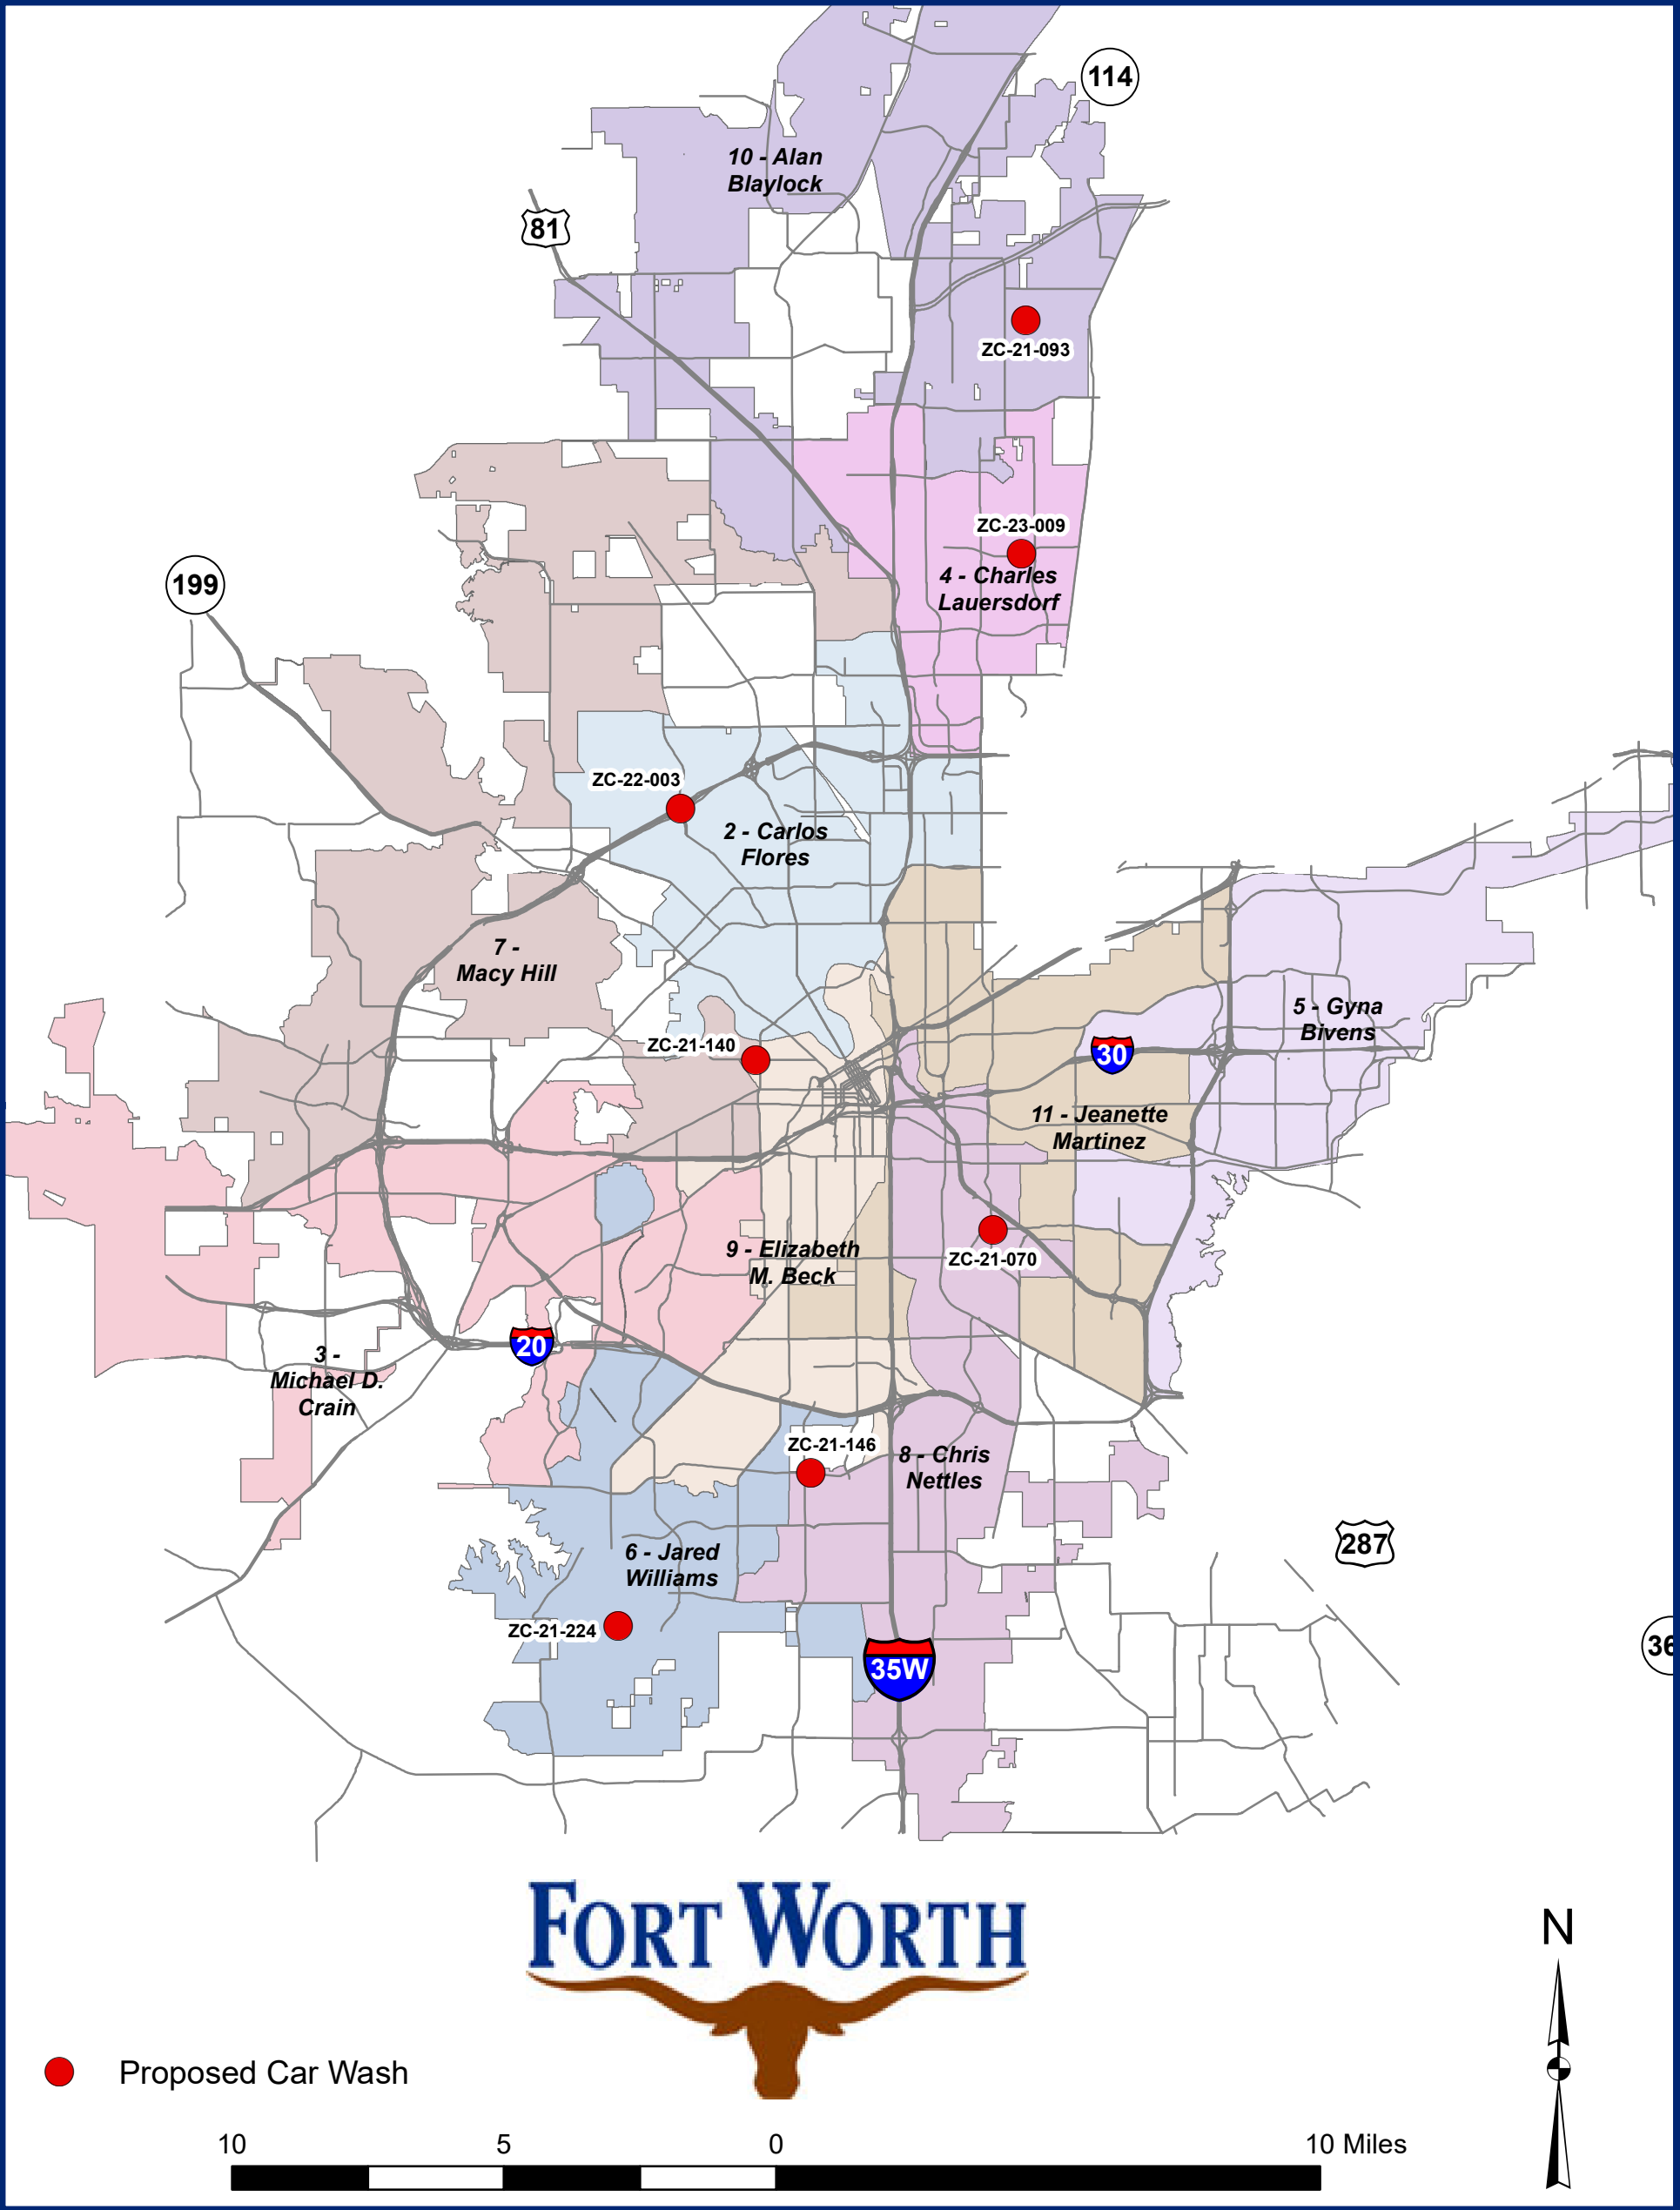 114
10 - Alan
Blaylock
81
ZC-21-093
ZC-23-009
4 - Charles
Lauersdorf
199
ZC-22-003
2 - Carlos
Flores
7 -
Macy Hill
5 - Gyna
Bivens
ZC-21-140
30
11 - Jeanette
Martinez
9 - Elizabeth
M. Beck
ZC-21-070
20
3 -
Michael D.
Crain
ZC-21-146
8 - Chris
Nettles
287
6 - Jared
Williams
ZC-21-224
36
35W
FORT WORTH
N
Proposed Car Wash
10 5 0 10 Miles